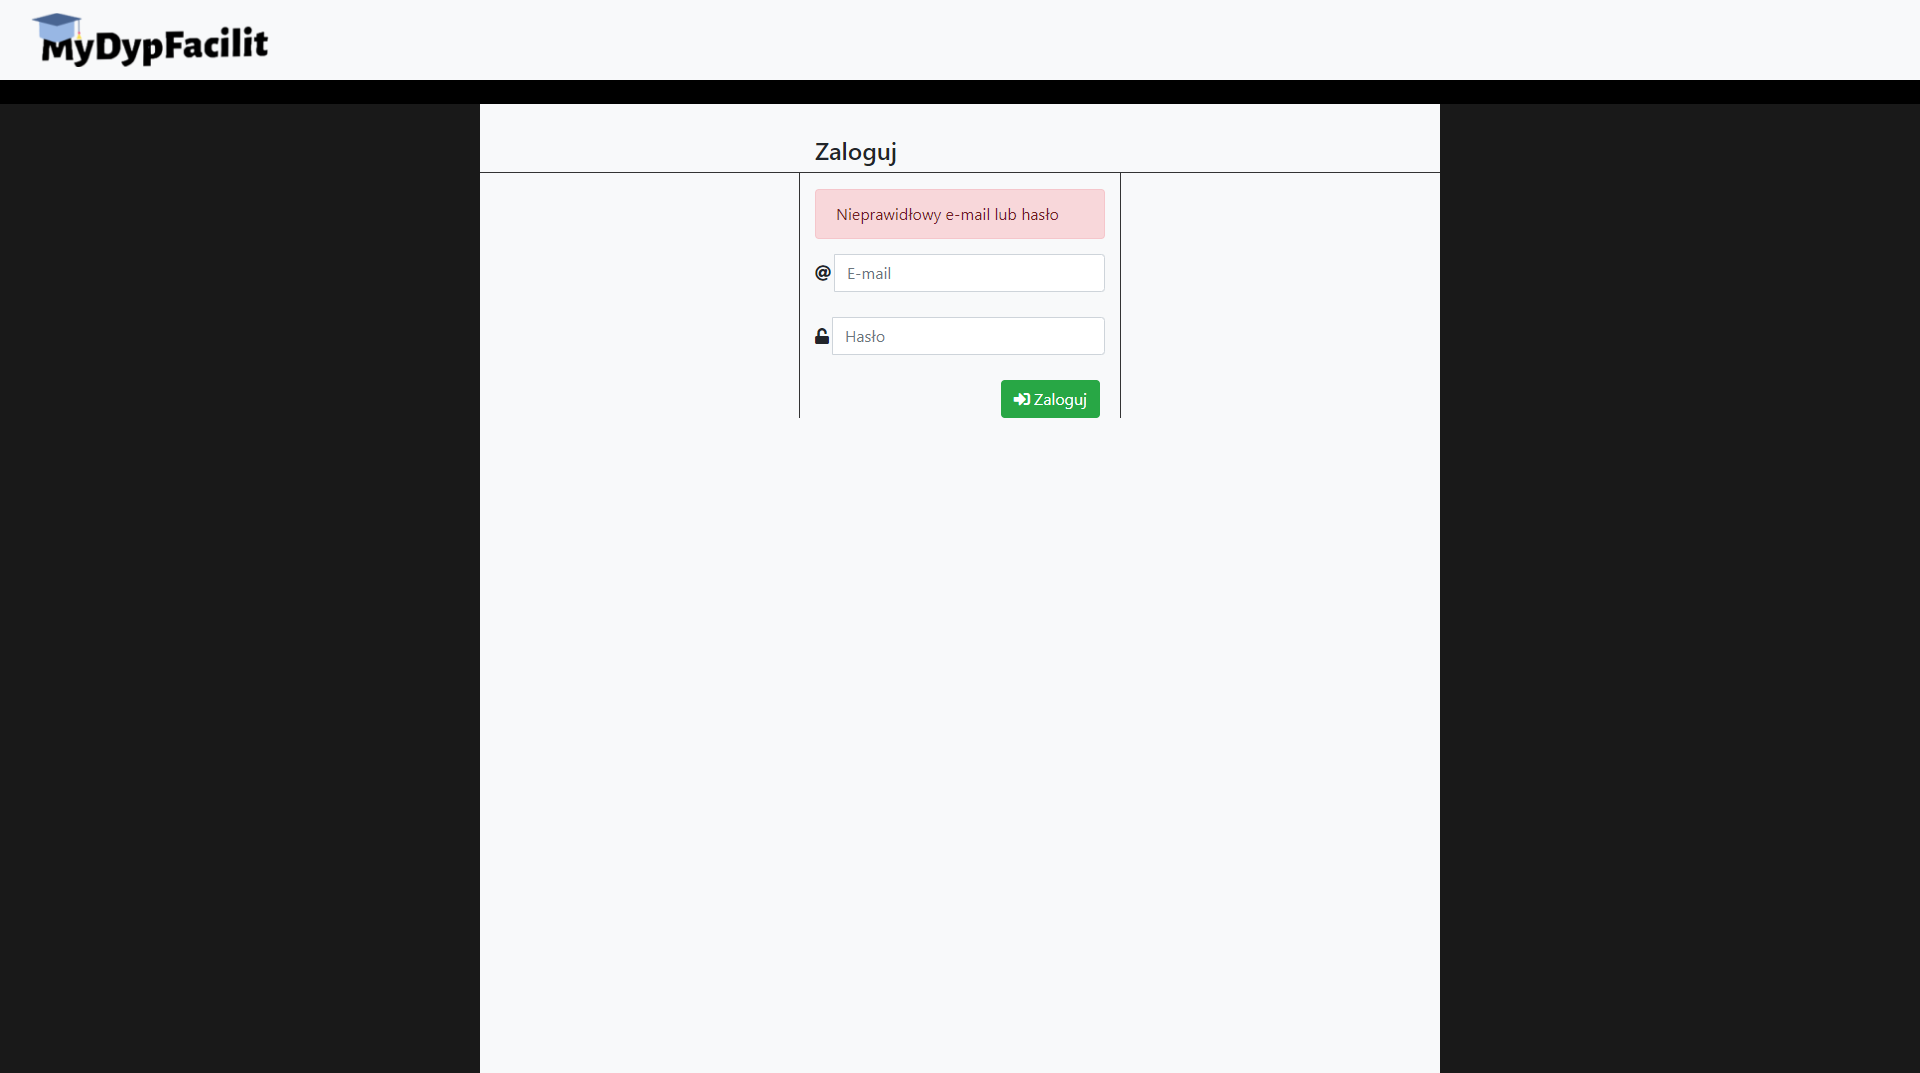 MyDypFacilit
Zaloguj
Nieprawidłowy e-mail lub hasło
@ E-mail
Hasło
Zaloguj